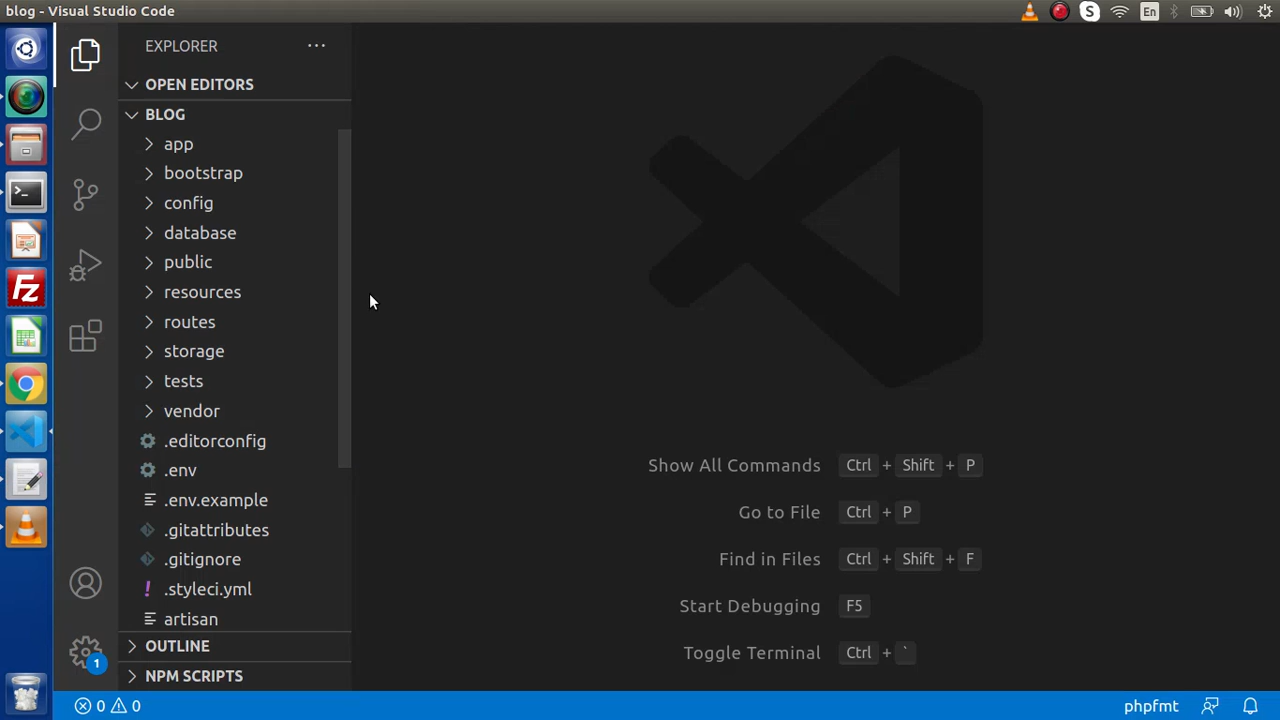 blog - Visual Studio Code
En
EXPLORER
OPEN EDITORS
BLOG
app
bootstrap
config
database
public
resources
routes
storage
tests
vendor
.editorconfig
.env
.env.example
.gitattributes
.gitignore
! .styleci.yml
artisan
OUTLINE
NPM SCRIPTS
Show All Commands Ctrl + Shift + P
Go to File Ctrl + P
Find in Files Ctrl + Shift + F
Start Debugging F5
Toggle Terminal Ctrl + `
1
0 0
phpfmt